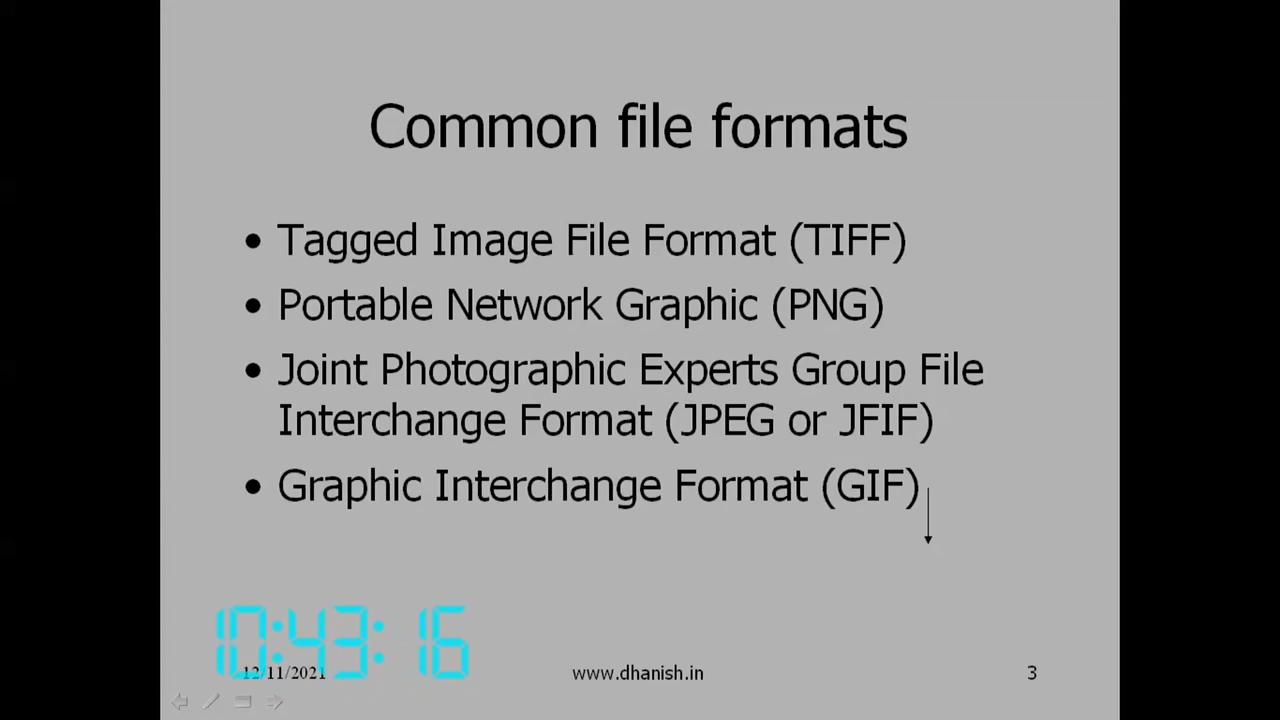 Common file formats
• Tagged Image File Format (TIFF)
• Portable Network Graphic (PNG)
• Joint Photographic Experts Group File
Interchange Format (JPEG or JFIF)
• Graphic Interchange Format (GIF)
10:43:16
12/11/2021
www.dhanish.in
3